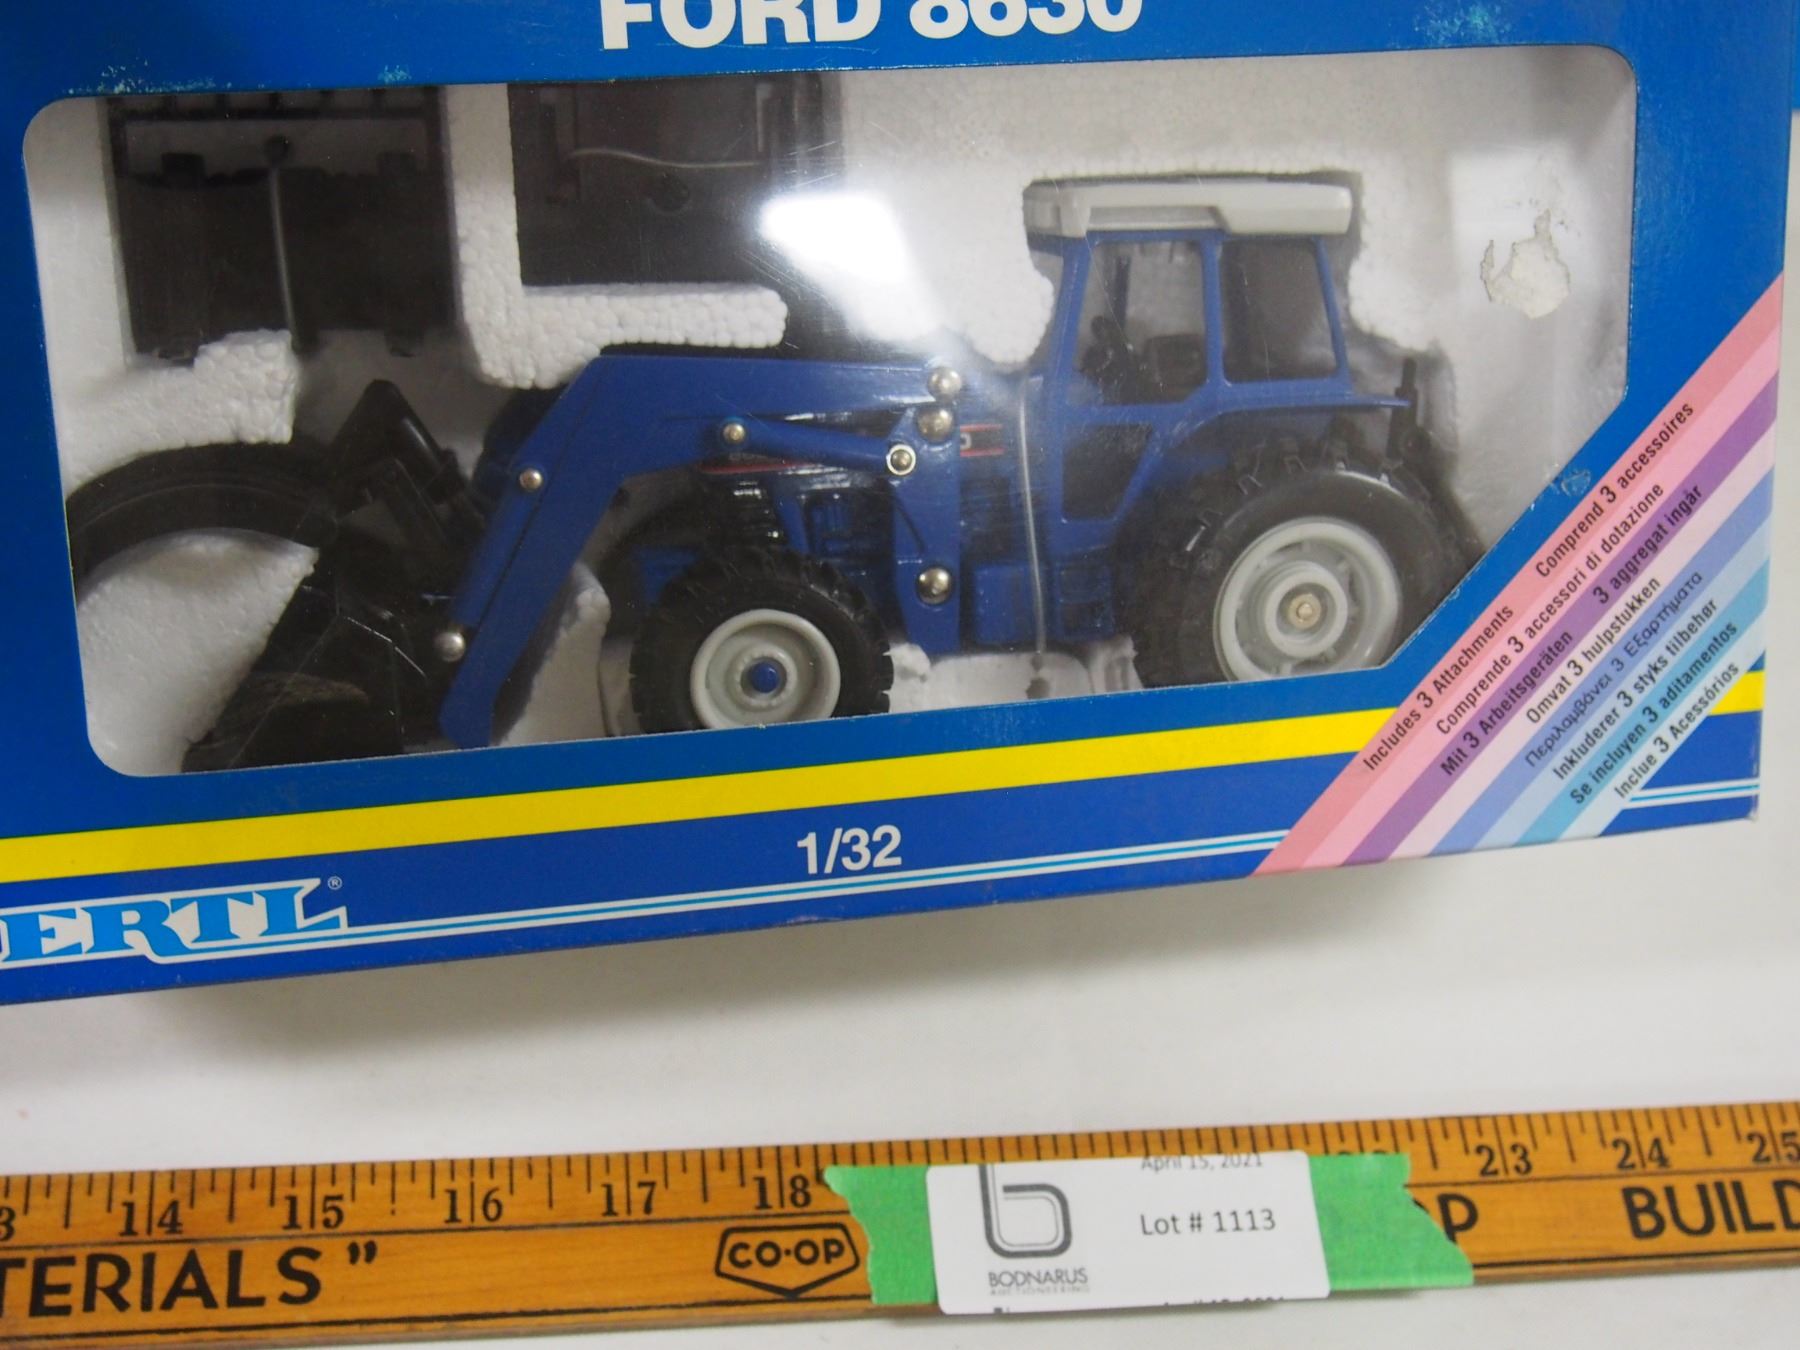 FORD 8630
Includes 3 Attachments Comprend 3 accessoires
Comprende 3 accessori di dotazione
Mit 3 Arbeitsgeräten 3 aggregat ingår
Omvat 3 hulpstukken
Περιλαμβάνει 3 Εξαρτήματα
Inkluderer 3 styks tilbehør
Se incluyen 3 aditamentos
Inclue 3 Acessórios
1/32
ERTL®
14 15 16 17 18 23 24 25
TERIALS" CO-OP OP BUILD
April 15, 2021
Lot # 1113
BODNARUS
AUCTIONEERING